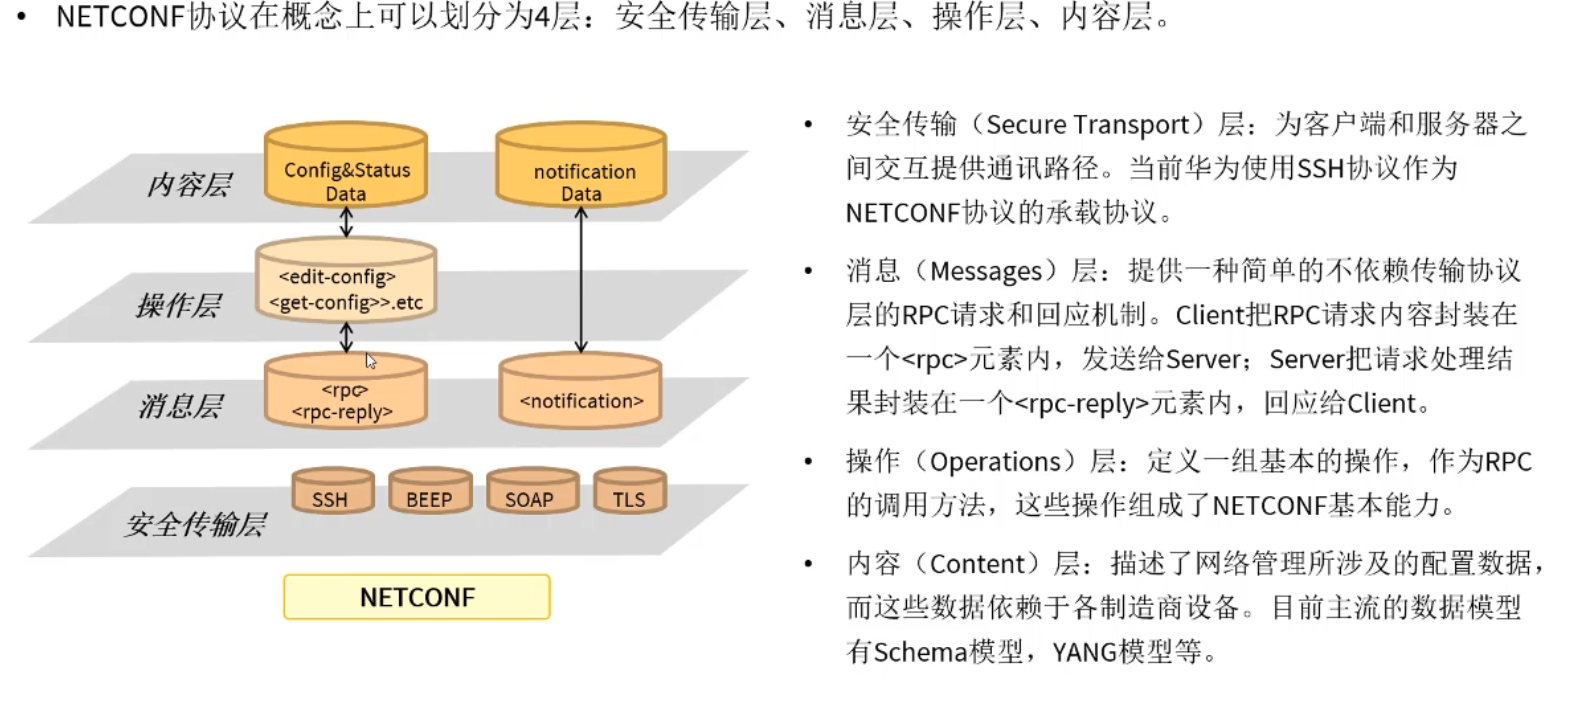 • NETCONF协议在概念上可以划分为4层：安全传输层、消息层、操作层、内容层。
内容层
Config&Status
Data
notification
Data
操作层
<edit-config>
<get-config>>.etc
消息层
<rpc>
<rpc-reply>
<notification>
安全传输层
SSH
BEEP
SOAP
TLS
NETCONF
• 安全传输（Secure Transport）层：为客户端和服务器之
间交互提供通讯路径。当前华为使用SSH协议作为
NETCONF协议的承载协议。
• 消息（Messages）层：提供一种简单的不依赖传输协议
层的RPC请求和回应机制。Client把RPC请求内容封装在
一个<rpc>元素内，发送给Server；Server把请求处理结
果封装在一个<rpc-reply>元素内，回应给Client。
• 操作（Operations）层：定义一组基本的操作，作为RPC
的调用方法，这些操作组成了NETCONF基本能力。
• 内容（Content）层：描述了网络管理所涉及的配置数据，
而这些数据依赖于各制造商设备。目前主流的数据模型
有Schema模型，YANG模型等。